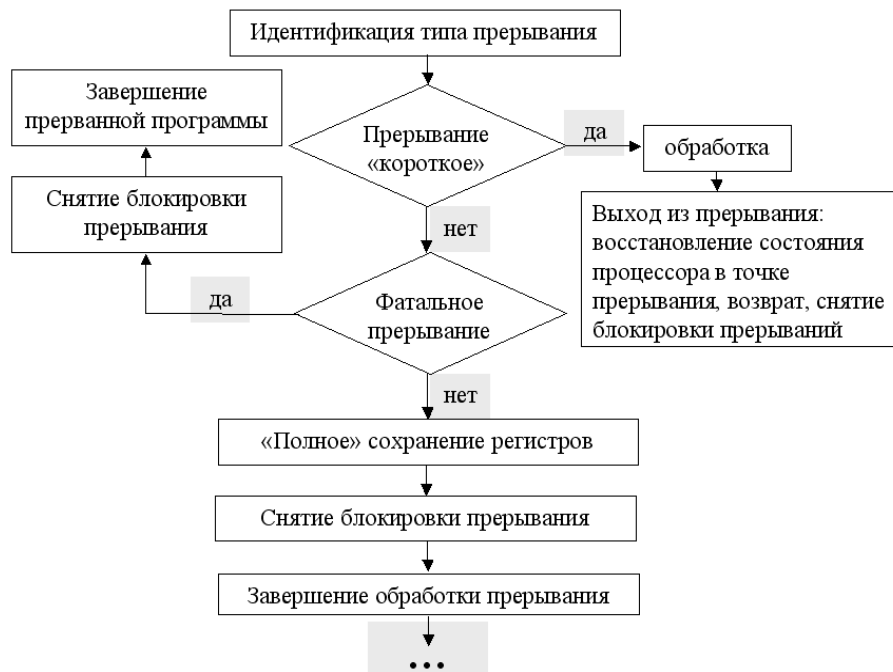 Идентификация типа прерывания
Завершение
прерванной программы
Прерывание
«короткое»
да
обработка
Снятие блокировки
прерывания
нет
Выход из прерывания:
восстановление состояния
процессора в точке
прерывания, возврат, снятие
блокировки прерываний
да
Фатальное
прерывание
нет
«Полное» сохранение регистров
Снятие блокировки прерывания
Завершение обработки прерывания
...